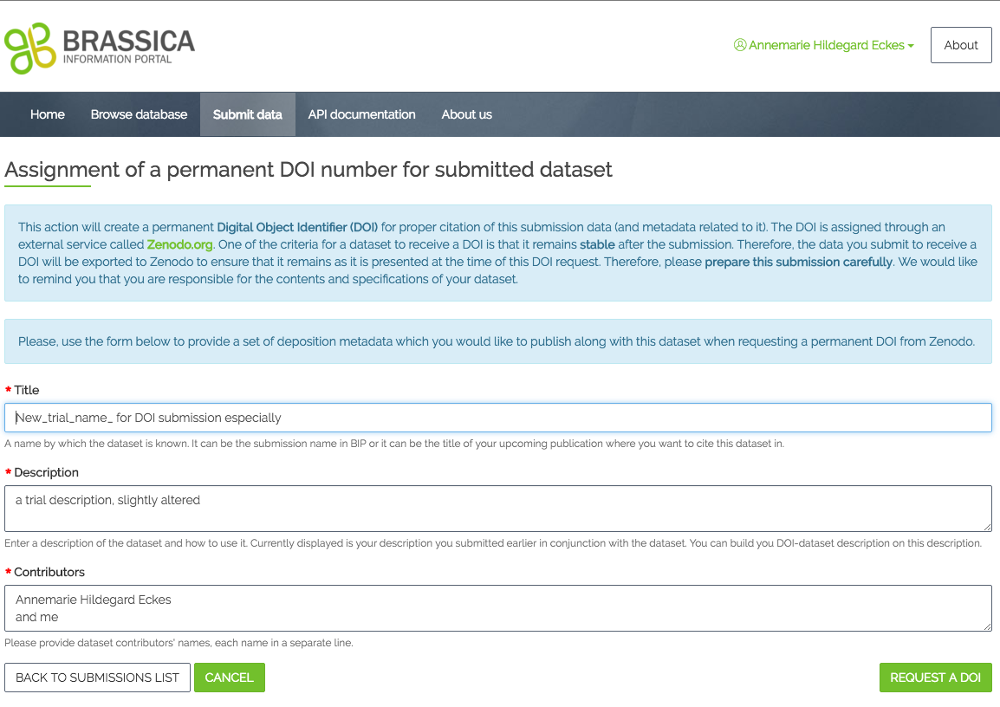 BRASSICA
INFORMATION PORTAL
Annemarie Hildegard Eckes
About
Home
Browse database
Submit data
API documentation
About us
Assignment of a permanent DOI number for submitted dataset
This action will create a permanent Digital Object Identifier (DOI) for proper citation of this submission data (and metadata related to it). The DOI is assigned through an
external service called Zenodo.org. One of the criteria for a dataset to receive a DOI is that it remains stable after the submission. Therefore, the data you submit to receive a
DOI will be exported to Zenodo to ensure that it remains as it is presented at the time of this DOI request. Therefore, please prepare this submission carefully. We would like
to remind you that you are responsible for the contents and specifications of your dataset.
Please, use the form below to provide a set of deposition metadata which you would like to publish along with this dataset when requesting a permanent DOI from Zenodo.
* Title
New_trial_name_ for DOI submission especially
A name by which the dataset is known. It can be the submission name in BIP or it can be the title of your upcoming publication where you want to cite this dataset in.
* Description
a trial description, slightly altered
Enter a description of the dataset and how to use it. Currently displayed is your description you submitted earlier in conjunction with the dataset. You can build you DOI-dataset description on this description.
* Contributors
Annemarie Hildegard Eckes
and me
Please provide dataset contributors' names, each name in a separate line.
BACK TO SUBMISSIONS LIST
CANCEL
REQUEST A DOI